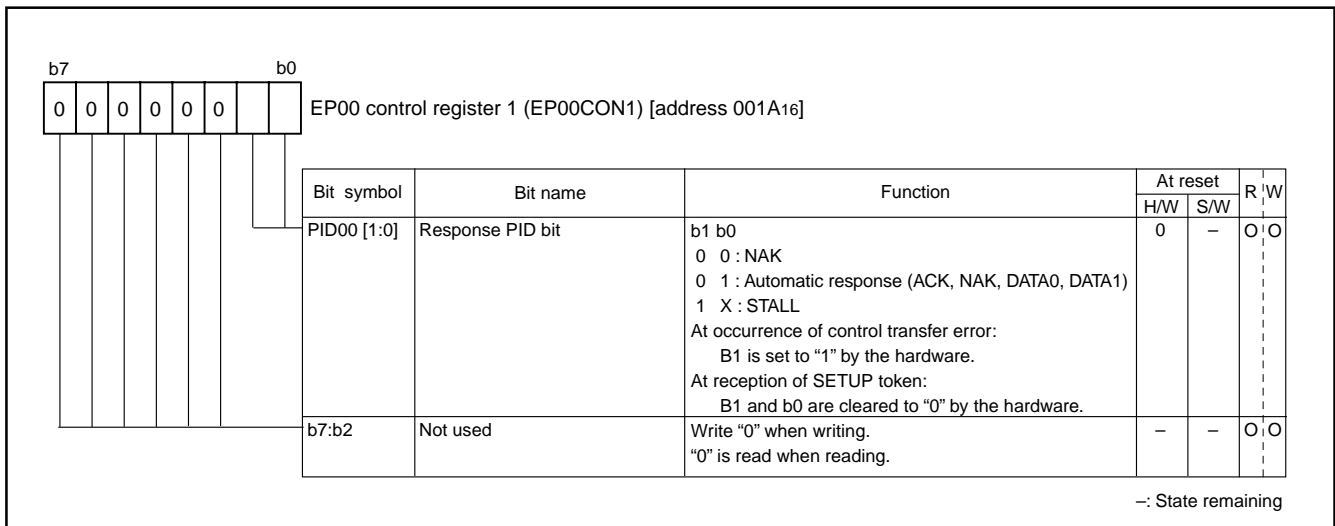 b7 b0
0 0 0 0 0 0 EP00 control register 1 (EP00CON1) [address 001A16]
Bit symbol Bit name Function At reset R W
H/W S/W
PID00 [1:0] Response PID bit b1 b0 0 – O O
0 0 : NAK
0 1 : Automatic response (ACK, NAK, DATA0, DATA1)
1 X : STALL
At occurrence of control transfer error:
B1 is set to “1” by the hardware.
At reception of SETUP token:
B1 and b0 are cleared to “0” by the hardware.
b7:b2 Not used Write “0” when writing. – – O O
“0” is read when reading.
–: State remaining